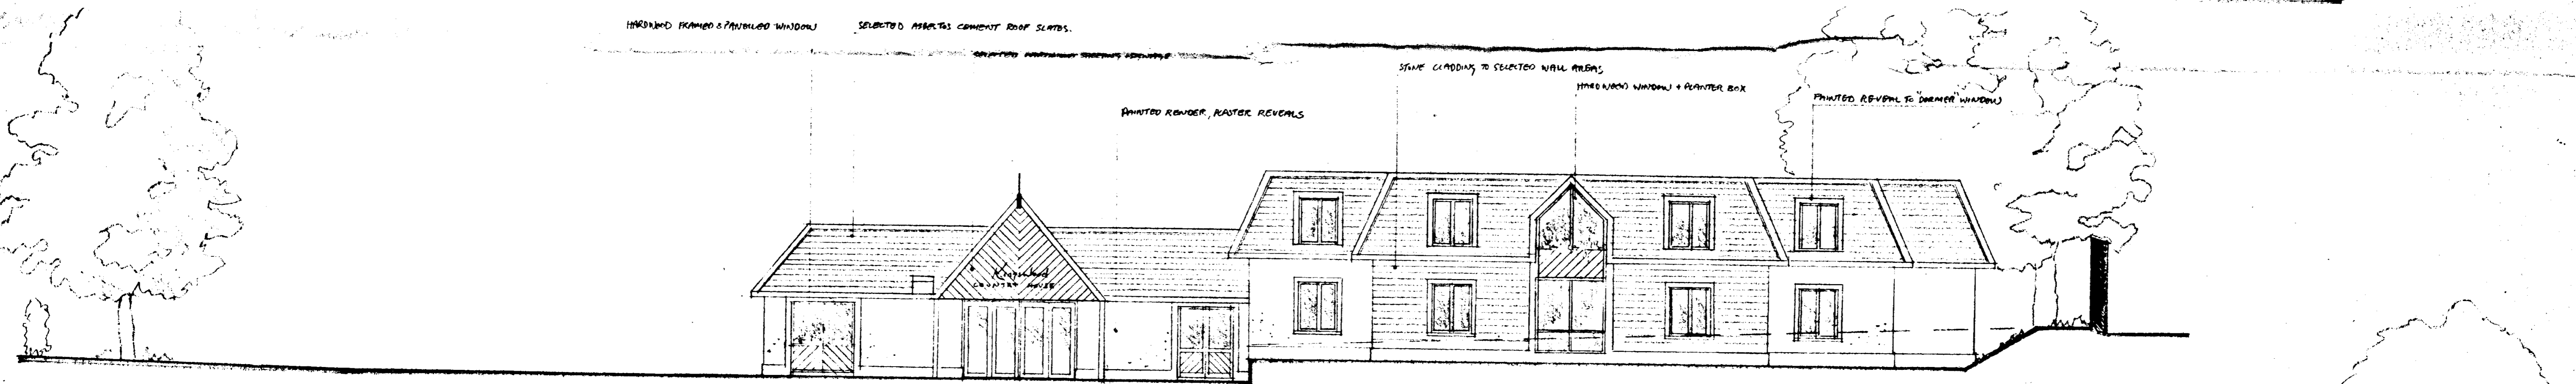 HARDWOOD FRAMED & PANELLED WINDOW
SELECTED ASBESTOS CEMENT ROOF SLATES.
STONE CLADDING TO SELECTED WALL AREAS
HARDWOOD WINDOW + PLANTER BOX
PAINTED REVEAL TO "DORMER" WINDOW
PAINTED RENDER, PLASTER REVEALS
COUNTRY HOUSE